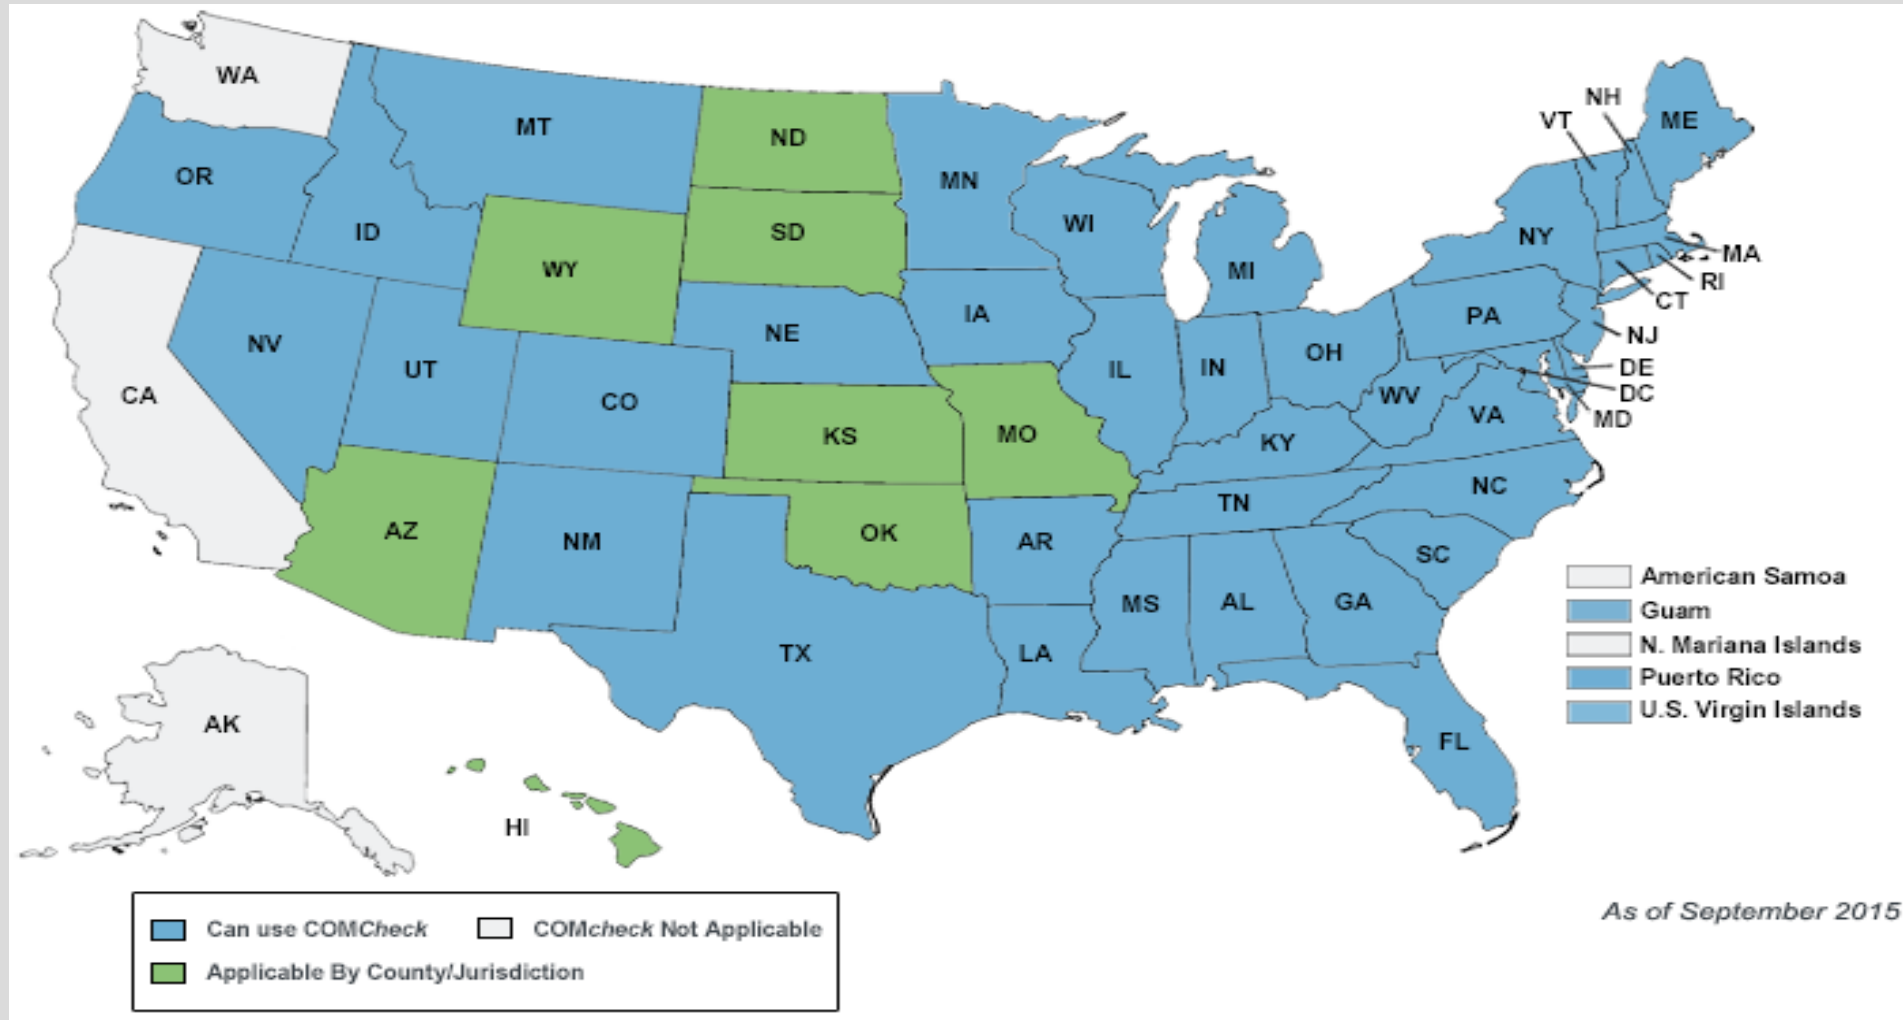 WA
MT
ND
MN
OR
ID
SD
WI
WY
MI
NY
VT
NH
ME
MA
RI
CT
PA
NJ
DE
DC
MD
NV
UT
CO
NE
IA
IL
IN
OH
WV
VA
CA
KS
MO
KY
NC
TN
AZ
NM
OK
AR
SC
MS
AL
GA
TX
LA
FL
AK
HI
American Samoa
Guam
N. Mariana Islands
Puerto Rico
U.S. Virgin Islands
As of September 2015
Can use COMCheck
COMcheck Not Applicable
Applicable By County/Jurisdiction